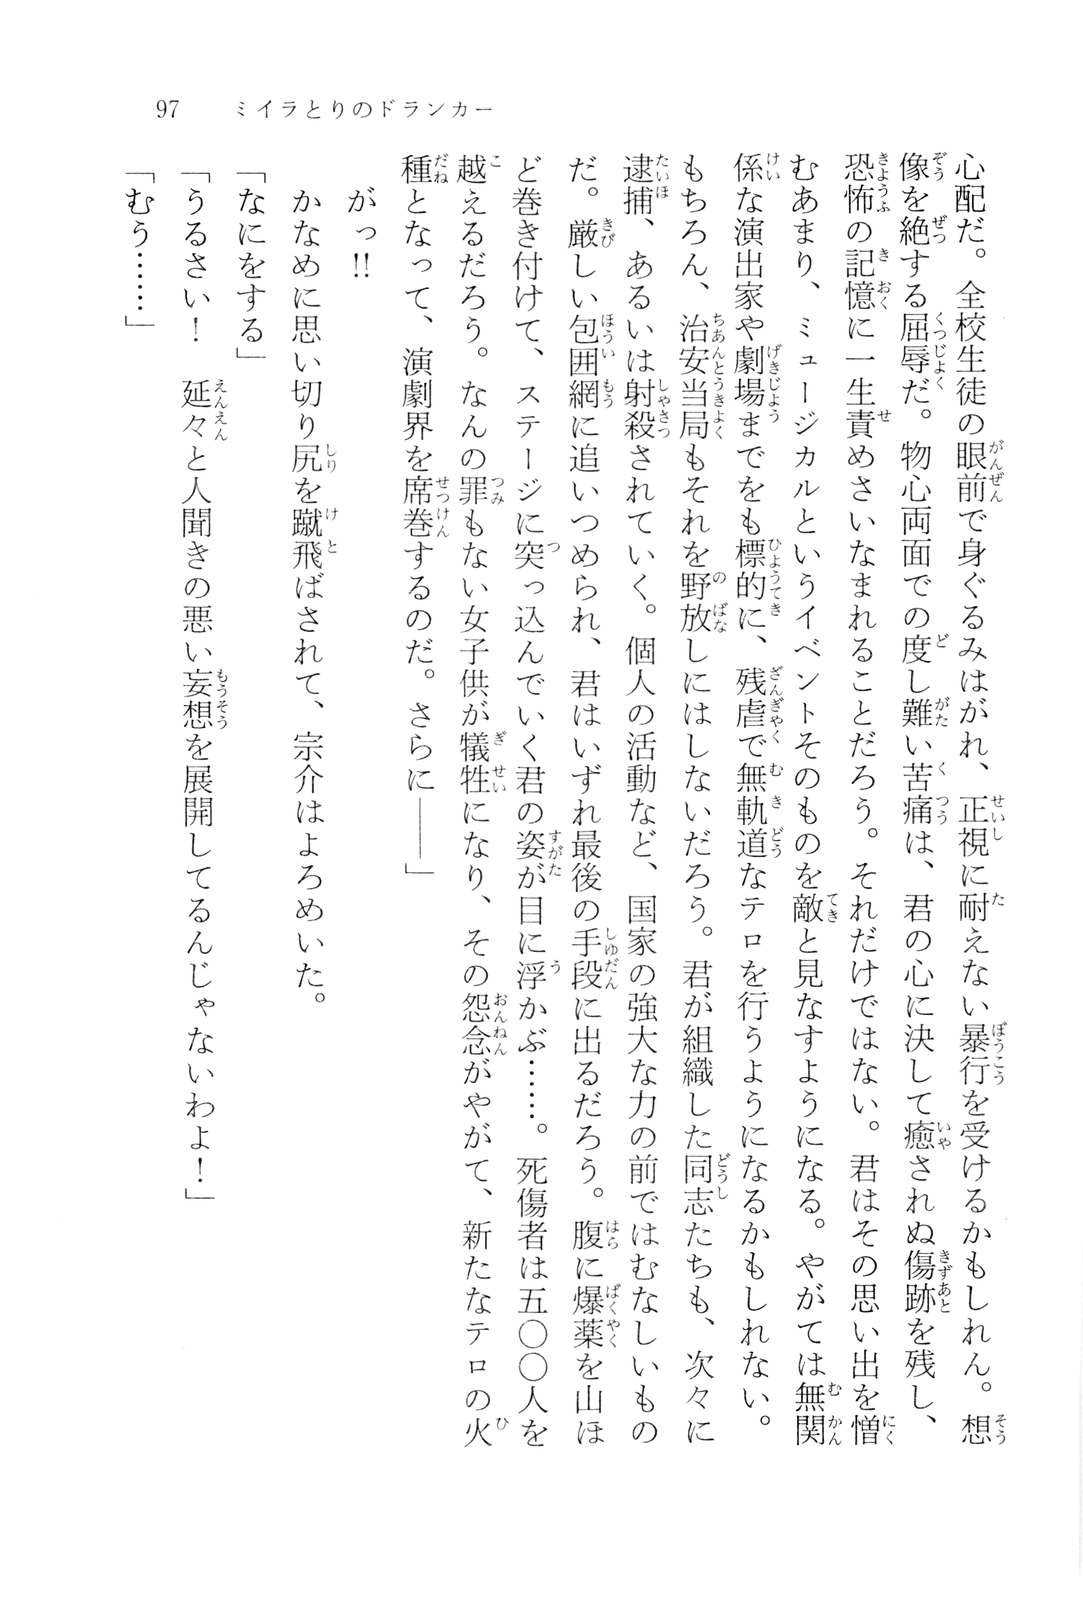 97　ミイラとりのドランカー
心配だ。全校生徒の眼前で身ぐるみはがれ、正視に耐えない暴行を受けるかもしれん。想
像を絶する屈辱だ。物心両面での度し難い苦痛は、君の心に決して癒されぬ傷跡を残し、
恐怖の記憶に一生責めさいなまれることだろう。それだけではない。君はその思い出を憎
むあまり、ミュージカルというイベントそのものを敵と見なすようになる。やがては無関
係な演出家や劇場までをも標的に、残虐で無軌道なテロを行うようになるかもしれない。
もちろん、治安当局もそれを野放しにはしないだろう。君が組織した同志たちも、次々に
逮捕、あるいは射殺されていく。個人の活動など、国家の強大な力の前ではむなしいもの
だ。厳しい包囲網に追いつめられ、君はいずれ最後の手段に出るだろう。腹に爆薬を山ほ
ど巻き付けて、ステージに突っ込んでいく君の姿が目に浮かぶ……。死傷者は五〇〇人を
越えるだろう。なんの罪もない女子供が犠牲になり、その怨念がやがて、新たなテロの火
種となって、演劇界を席巻するのだ。さらに――」
がっ!!
かなめに思い切り尻を蹴飛ばされて、宗介はよろめいた。
「なにをする」
「うるさい！　延々と人聞きの悪い妄想を展開してるんじゃないわよ！」
「むう……」